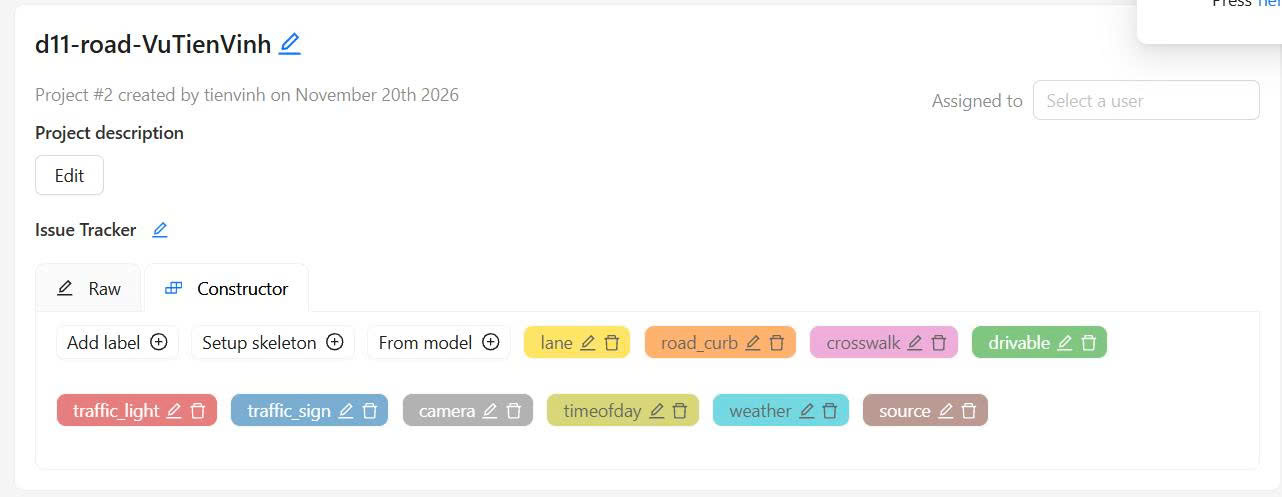 Press
d11-road-VuTienVinh
Project #2 created by tienvinh on November 20th 2026
Assigned to Select a user
Project description
Edit
Issue Tracker
Raw Constructor
Add label Setup skeleton From model lane road_curb crosswalk drivable
traffic_light traffic_sign camera timeofday weather source